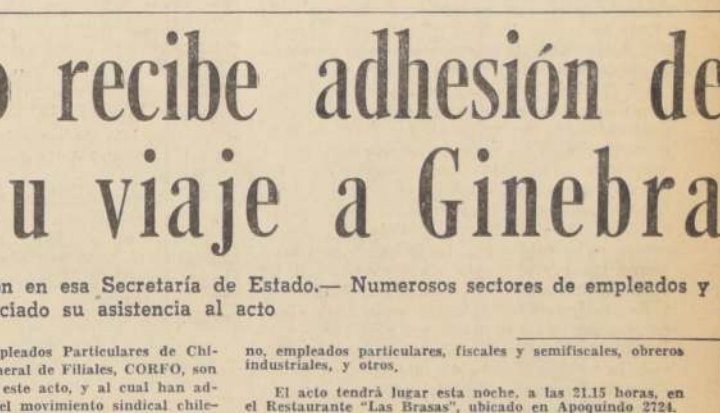 recibe adhesión de
u viaje a Ginebra
n en esa Secretaría de Estado.— Numerosos sectores de empleados y
ciado su asistencia al acto
pleados Particulares de Chi-
neral de Filiales, CORFO, son
este acto, y al cual han ad-
el movimiento sindical chile-
no, empleados particulares, fiscales y semifiscales, obreros
industriales, y otros.
El acto tendrá lugar esta noche, a las 21.15 horas, en
el Restaurante "Las Brasas", ubicado en Apoquindo 2724.